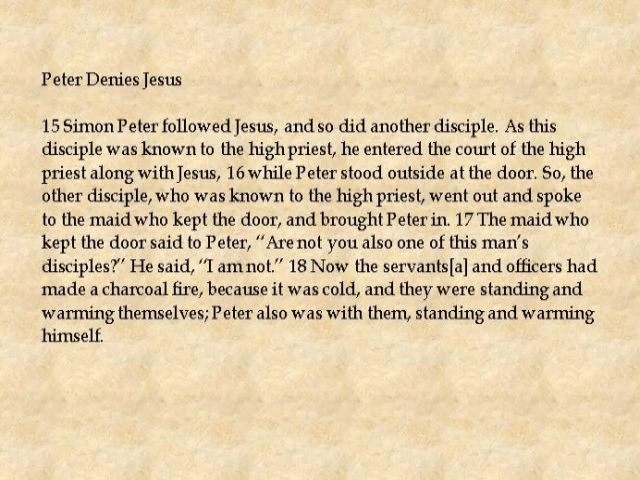 Peter Denies Jesus
15 Simon Peter followed Jesus, and so did another disciple. As this
disciple was known to the high priest, he entered the court of the high
priest along with Jesus, 16 while Peter stood outside at the door. So, the
other disciple, who was known to the high priest, went out and spoke
to the maid who kept the door, and brought Peter in. 17 The maid who
kept the door said to Peter, “Are not you also one of this man’s
disciples?” He said, “I am not.” 18 Now the servants[a] and officers had
made a charcoal fire, because it was cold, and they were standing and
warming themselves; Peter also was with them, standing and warming
himself.